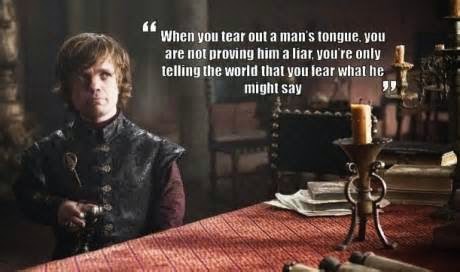 “ When you tear out a man's tongue, you
are not proving him a liar, you're only
telling the world that you fear what he
might say ”